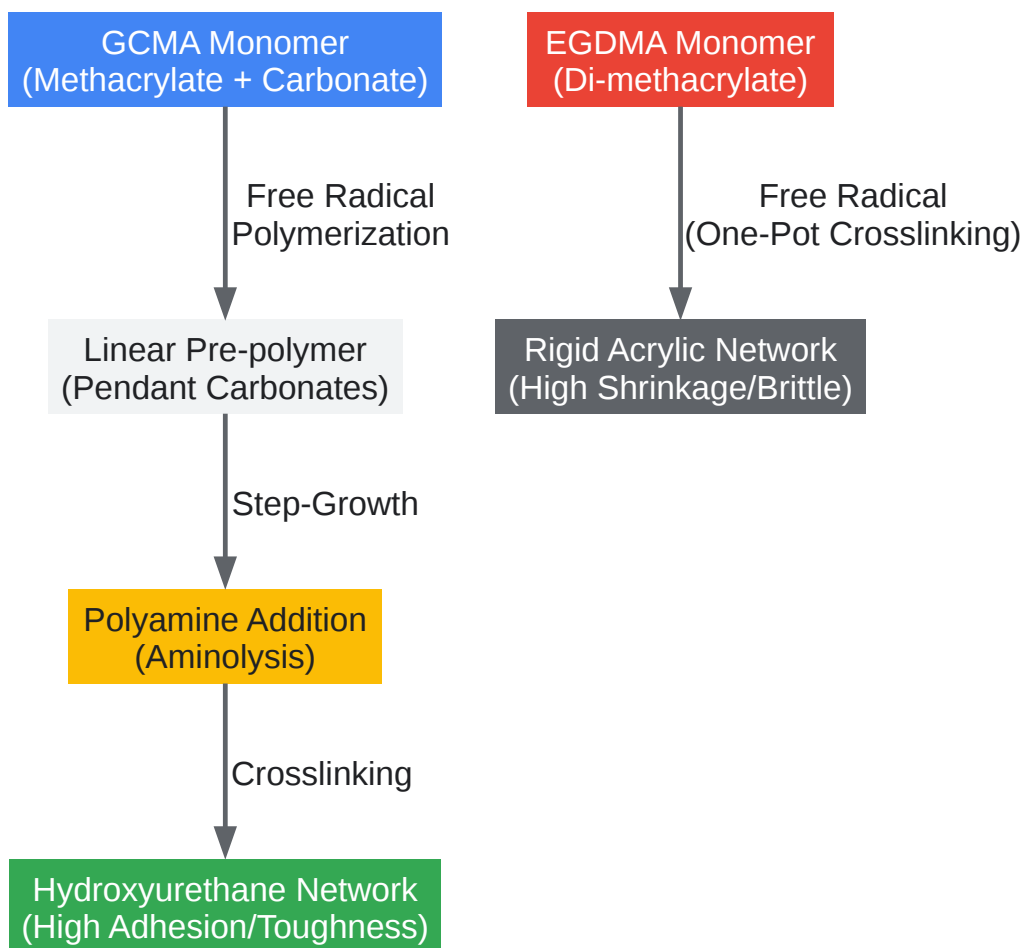 GCMA Monomer
(Methacrylate + Carbonate)
EGDMA Monomer
(Di-methacrylate)
Free Radical
Polymerization
Free Radical
(One-Pot Crosslinking)
Linear Pre-polymer
(Pendant Carbonates)
Rigid Acrylic Network
(High Shrinkage/Brittle)
Step-Growth
Polyamine Addition
(Aminolysis)
Crosslinking
Hydroxyurethane Network
(High Adhesion/Toughness)